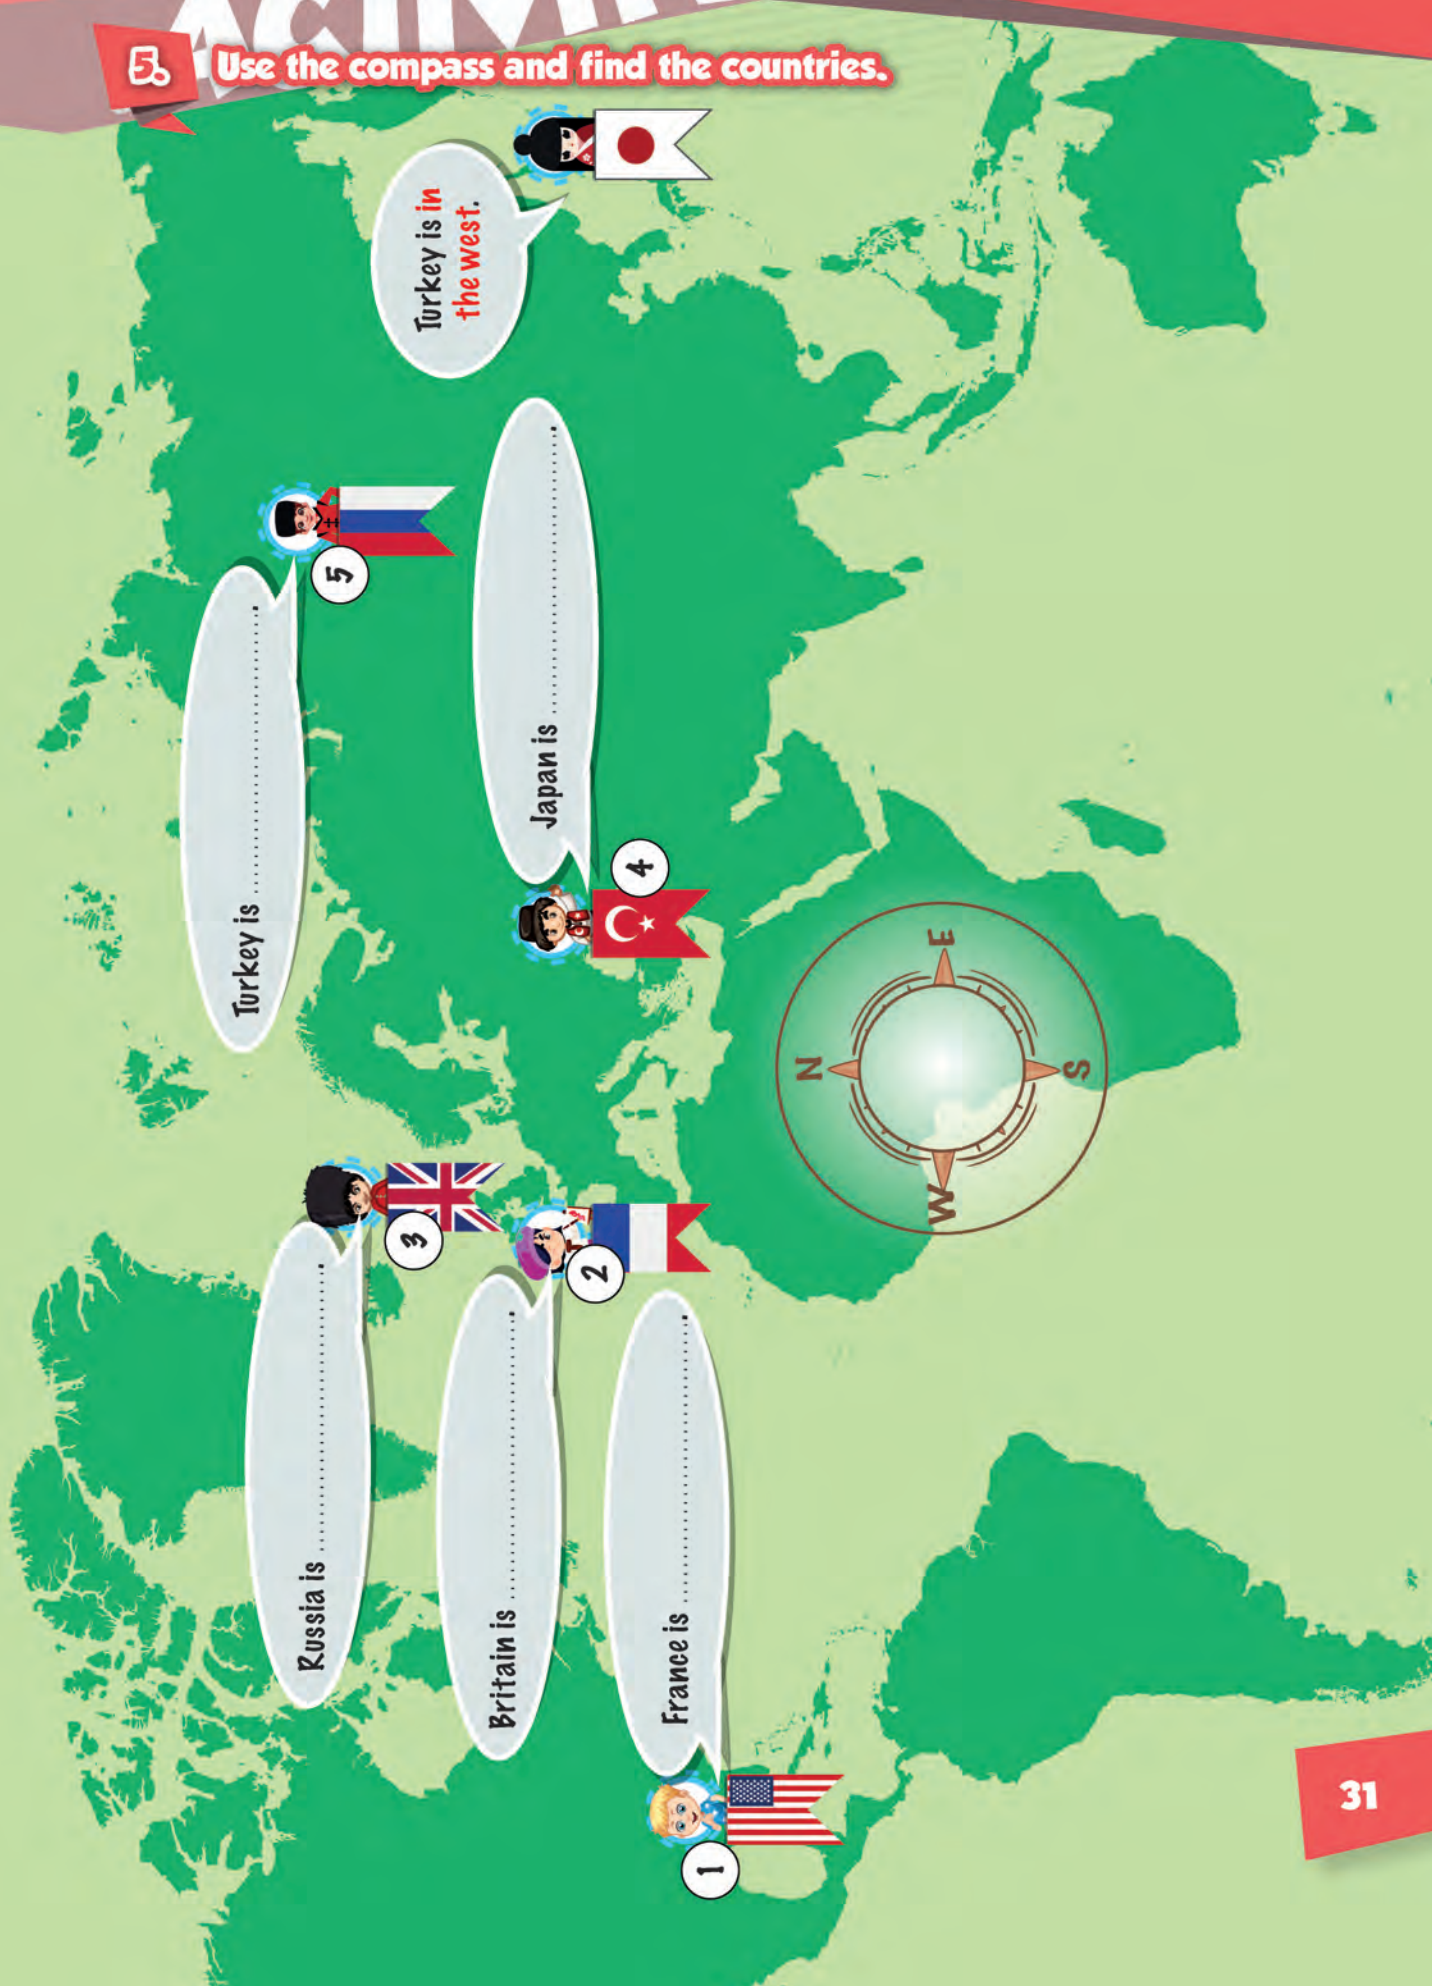 ACTIVIT
5. Use the compass and find the countries.
Turkey is in
the west.
5
Turkey is ........................................
Japan is ........................................
4
3
Russia is ........................................
2
Britain is ........................................
France is ........................................
1
N
E
S
W
31